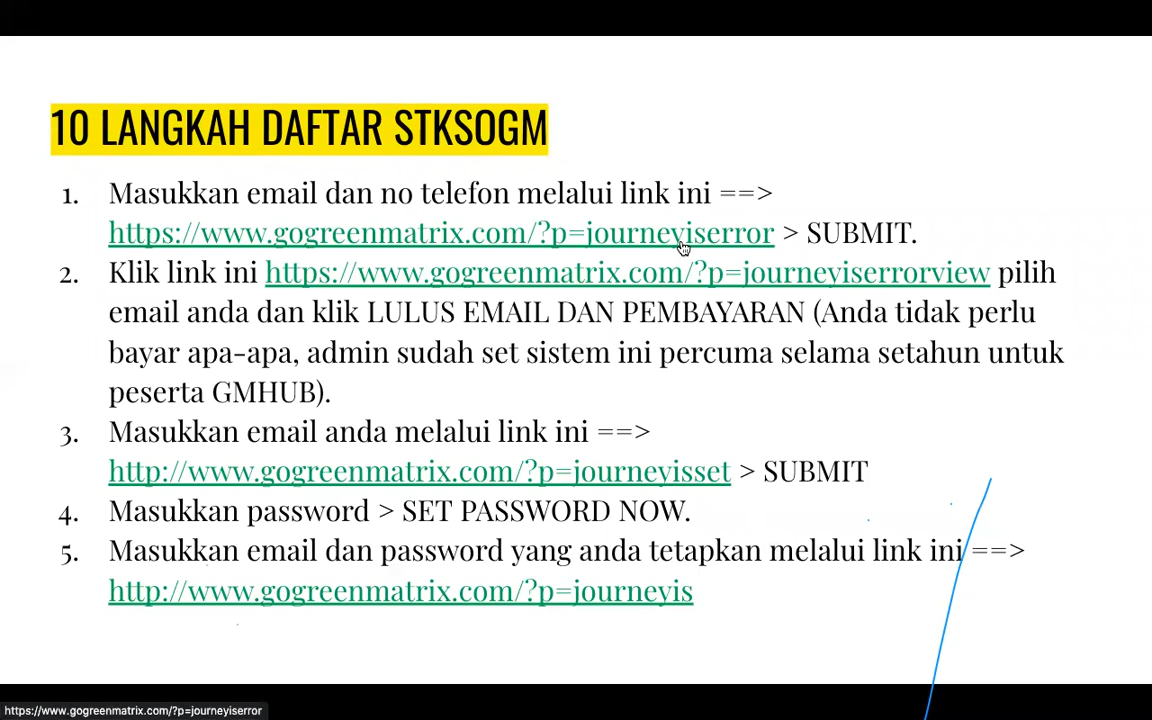 10 LANGKAH DAFTAR STKSOGM
1. Masukkan email dan no telefon melalui link ini ==>
https://www.gogreenmatrix.com/?p=journeyiserror > SUBMIT.
2. Klik link ini https://www.gogreenmatrix.com/?p=journeyiserrorview pilih
email anda dan klik LULUS EMAIL DAN PEMBAYARAN (Anda tidak perlu
bayar apa-apa, admin sudah set sistem ini percuma selama setahun untuk
peserta GMHUB).
3. Masukkan email anda melalui link ini ==>
http://www.gogreenmatrix.com/?p=journeyisset > SUBMIT
4. Masukkan password > SET PASSWORD NOW.
5. Masukkan email dan password yang anda tetapkan melalui link ini ==>
http://www.gogreenmatrix.com/?p=journeyis
https://www.gogreenmatrix.com/?p=journeyiserror